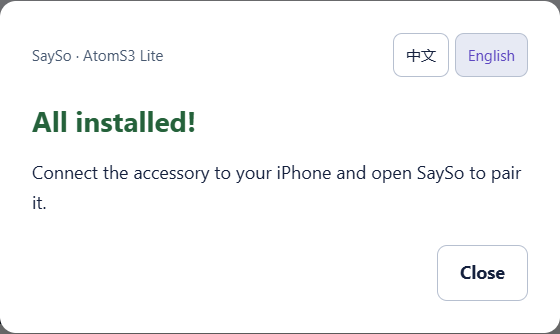 SaySo · AtomS3 Lite
中文
English
All installed!
Connect the accessory to your iPhone and open SaySo to pair
it.
Close